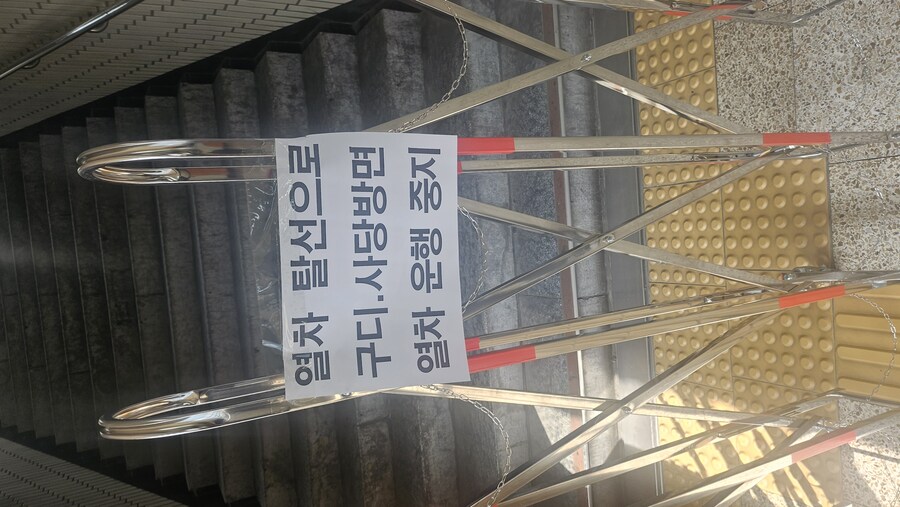 열차 탈선으로
구디.사당방면
열차 운행 중지